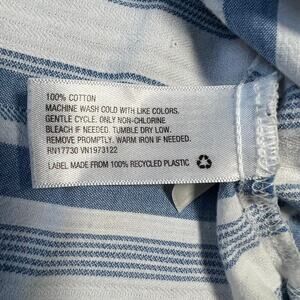 100% COTTON
MACHINE WASH COLD WITH LIKE COLORS.
GENTLE CYCLE. ONLY NON-CHLORINE
BLEACH IF NEEDED. TUMBLE DRY LOW.
REMOVE PROMPTLY. WARM IRON IF NEEDED.
RN17730 VN1973122
LABEL MADE FROM 100% RECYCLED PLASTIC